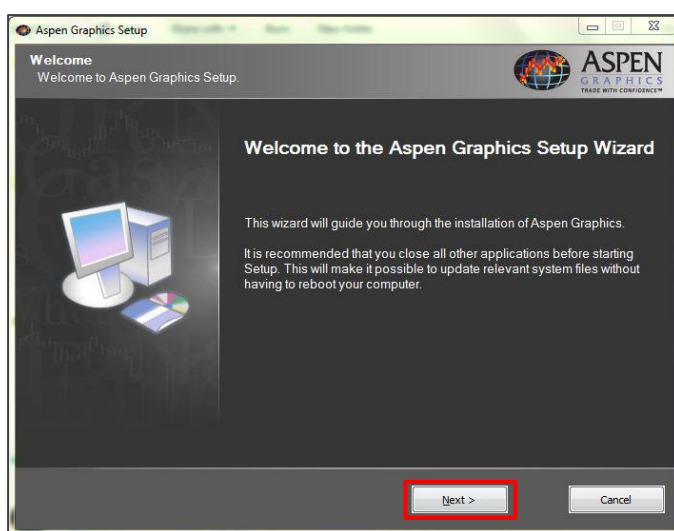 Aspen Graphics Setup
Welcome
Welcome to Aspen Graphics Setup.
ASPEN
GRAPHICS
TRADE WITH CONFIDENCE™
Welcome to the Aspen Graphics Setup Wizard
This wizard will guide you through the installation of Aspen Graphics.
It is recommended that you close all other applications before starting
Setup. This will make it possible to update relevant system files without
having to reboot your computer.
Next >
Cancel